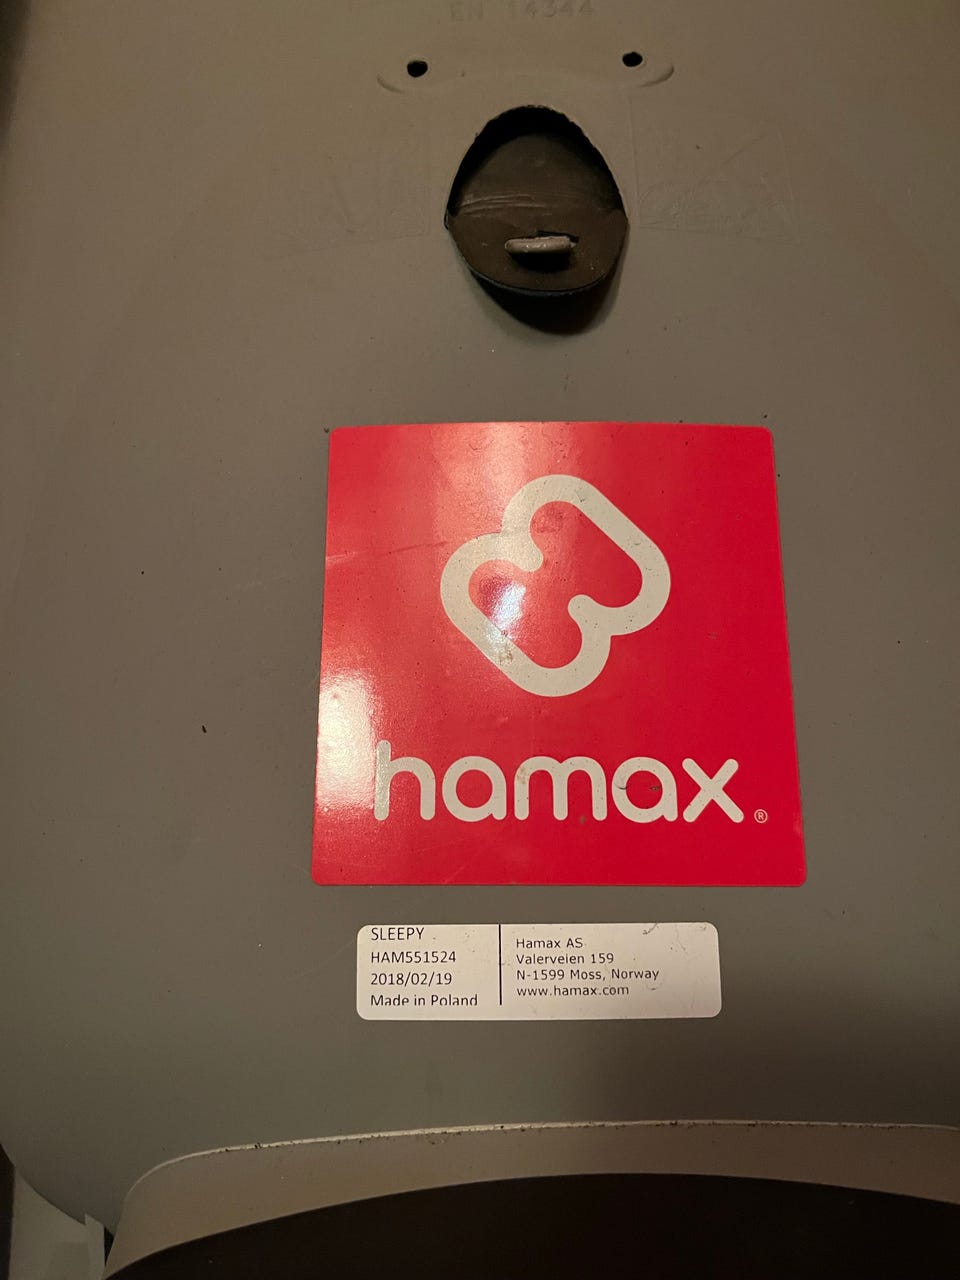 EN 14344
hamax®
SLEEPY
HAM551524
2018/02/19
Made in Poland
Hamax AS
Valerveien 159
N-1599 Moss, Norway
www.hamax.com